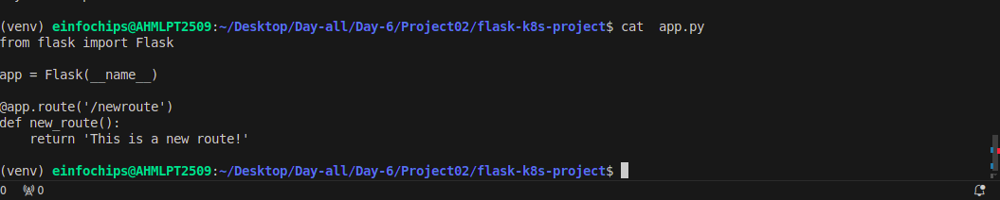 (venv) einfochips@AHMLPT2509:~/Desktop/Day-all/Day-6/Project02/flask-k8s-project$ cat  app.py
from flask import Flask
app = Flask(__name__)
@app.route('/newroute')
def new_route():
    return 'This is a new route!'
(venv) einfochips@AHMLPT2509:~/Desktop/Day-all/Day-6/Project02/flask-k8s-project$
0 0